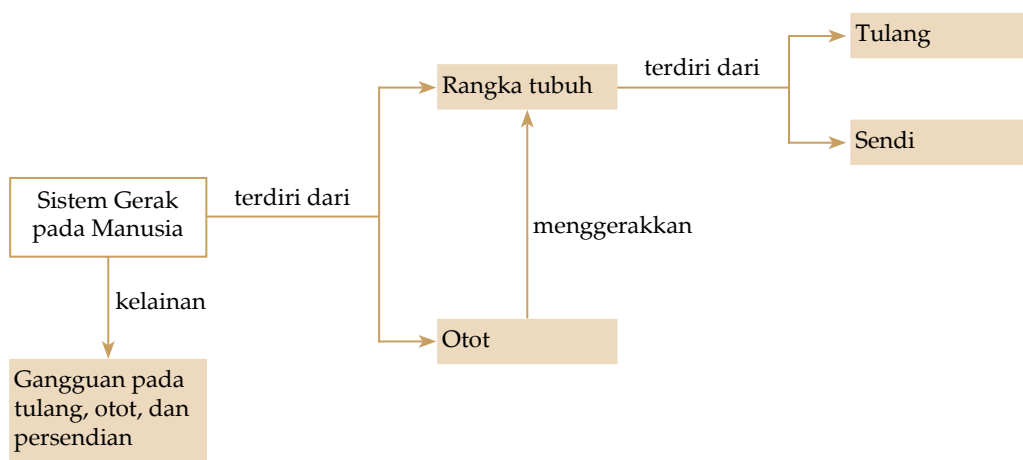 Tulang
terdiri dari
Rangka tubuh
Sendi
Sistem Gerak
pada Manusia
terdiri dari
menggerakkan
kelainan
Otot
Gangguan pada
tulang, otot, dan
persendian